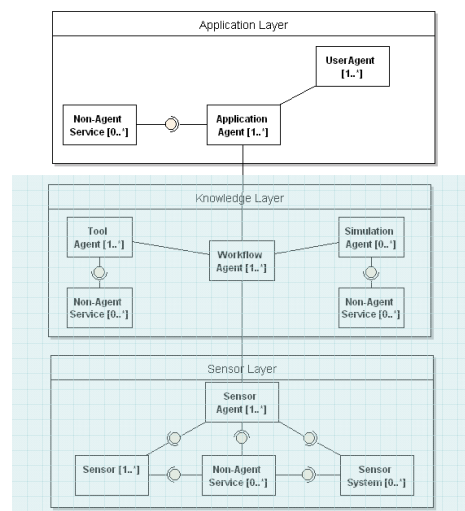 Application Layer
UserAgent
[1..*]
Non-Agent
Service [0..*]
Application
Agent [1..*]
Knowledge Layer
Tool
Agent [1..*]
Simulation
Agent [0..*]
Workflow
Agent [1..*]
Non-Agent
Service [0..*]
Non-Agent
Service [0..*]
Sensor Layer
Sensor
Agent [1..*]
Sensor [1..*]
Non-Agent
Service [0..*]
Sensor
System [0..*]